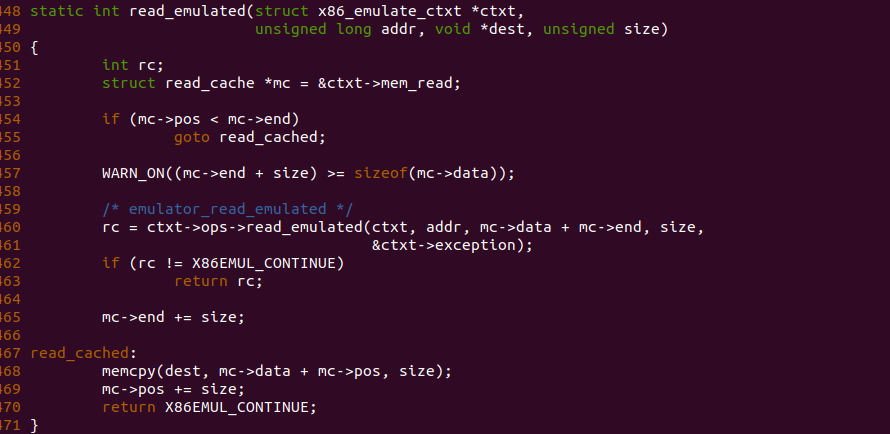 448 static int read_emulated(struct x86_emulate_ctxt *ctxt,
449                          unsigned long addr, void *dest, unsigned size)
450 {
451         int rc;
452         struct read_cache *mc = &ctxt->mem_read;
453
454         if (mc->pos < mc->end)
455                 goto read_cached;
456
457         WARN_ON((mc->end + size) >= sizeof(mc->data));
458
459         /* emulator_read_emulated */
460         rc = ctxt->ops->read_emulated(ctxt, addr, mc->data + mc->end, size,
461                                       &ctxt->exception);
462         if (rc != X86EMUL_CONTINUE)
463                 return rc;
464
465         mc->end += size;
466
467 read_cached:
468         memcpy(dest, mc->data + mc->pos, size);
469         mc->pos += size;
470         return X86EMUL_CONTINUE;
471 }